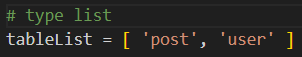 # type list
tableList = [ 'post', 'user' ]